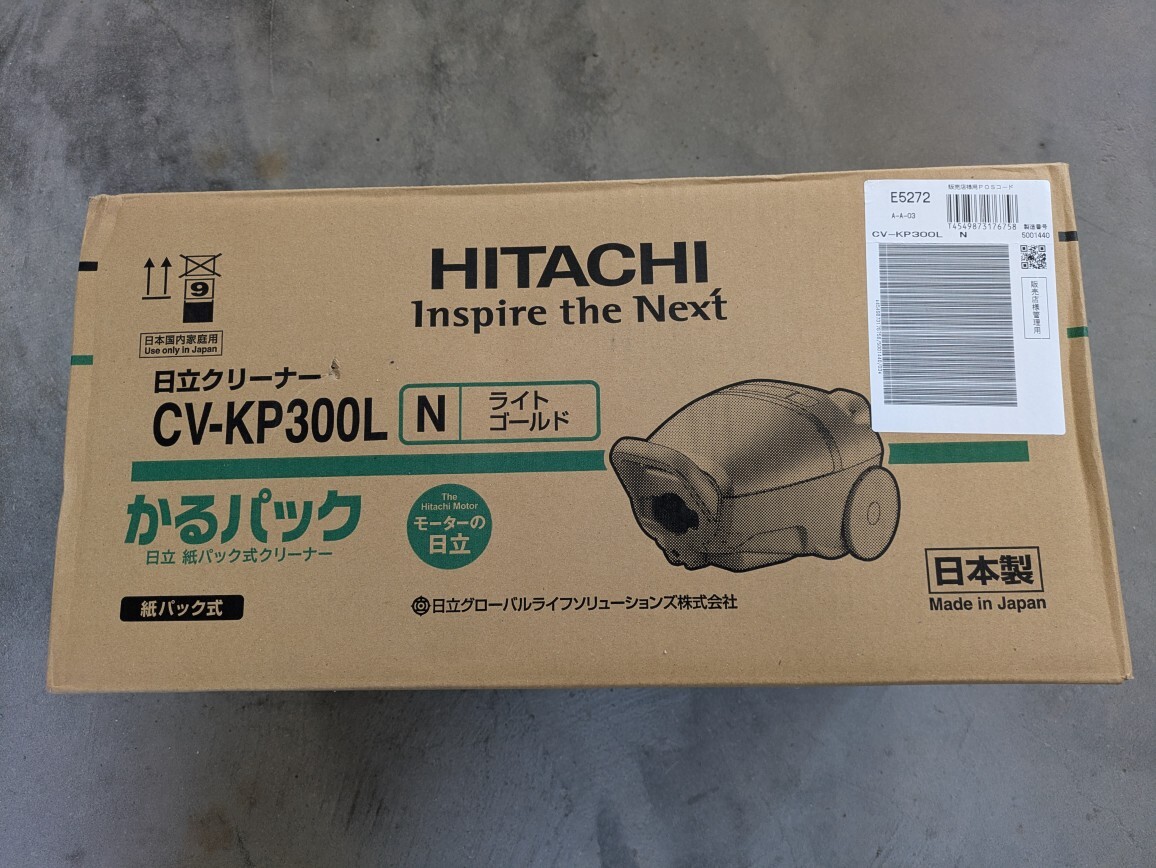 HITACHI
Inspire the Next
9
日本国内家庭用
Use only in Japan
日立クリーナー
CV-KP300L
N
ライト
ゴールド
かるパック
日立 紙パック式クリーナー
The
Hitachi Motor
モーターの
日立
紙パック式
日立グローバルライフソリューションズ株式会社
日本製
Made in Japan
販売店様用POSコード
E5272
A-A-03
4549873176758
CV-KP300L N
製造番号
5001440
販売店様管理用